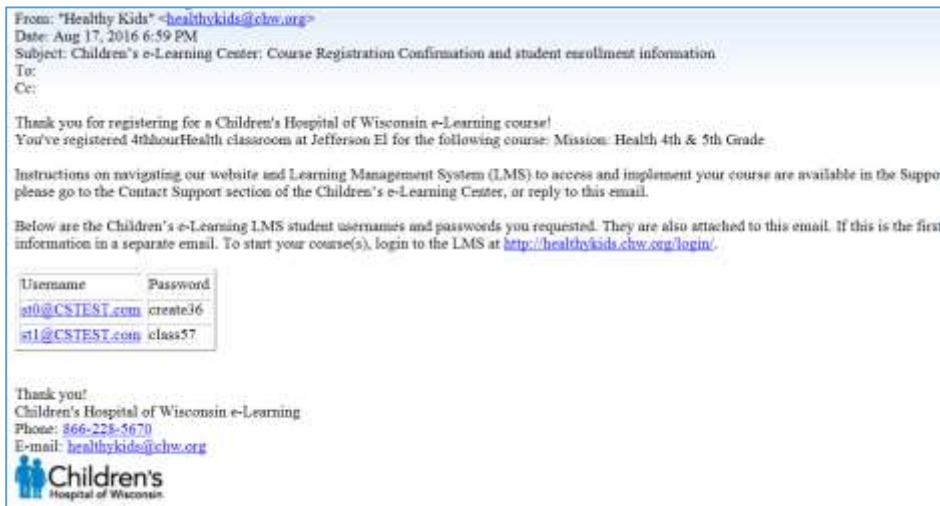 From: "Healthy Kids" <healthykids@chw.org>
Date: Aug 17, 2016 6:59 PM
Subject: Children's e-Learning Center: Course Registration Confirmation and student enrollment information
To:
Cc:
Thank you for registering for a Children's Hospital of Wisconsin e-Learning course!
You've registered 4thhourHealth classroom at Jefferson El for the following course: Mission: Health 4th & 5th Grade
Instructions on navigating our website and Learning Management System (LMS) to access and implement your course are available in the Suppo
please go to the Contact Support section of the Children's e-Learning Center, or reply to this email.
Below are the Children's e-Learning LMS student usernames and passwords you requested. They are also attached to this email. If this is the first
information in a separate email. To start your course(s), login to the LMS at http://healthykids.chw.org/login/.
Username Password
st0@CSTEST.com create36
st1@CSTEST.com class57
Thank you!
Children's Hospital of Wisconsin e-Learning
Phone: 866-228-5670
E-mail: healthykids@chw.org
Children's
Hospital of Wisconsin